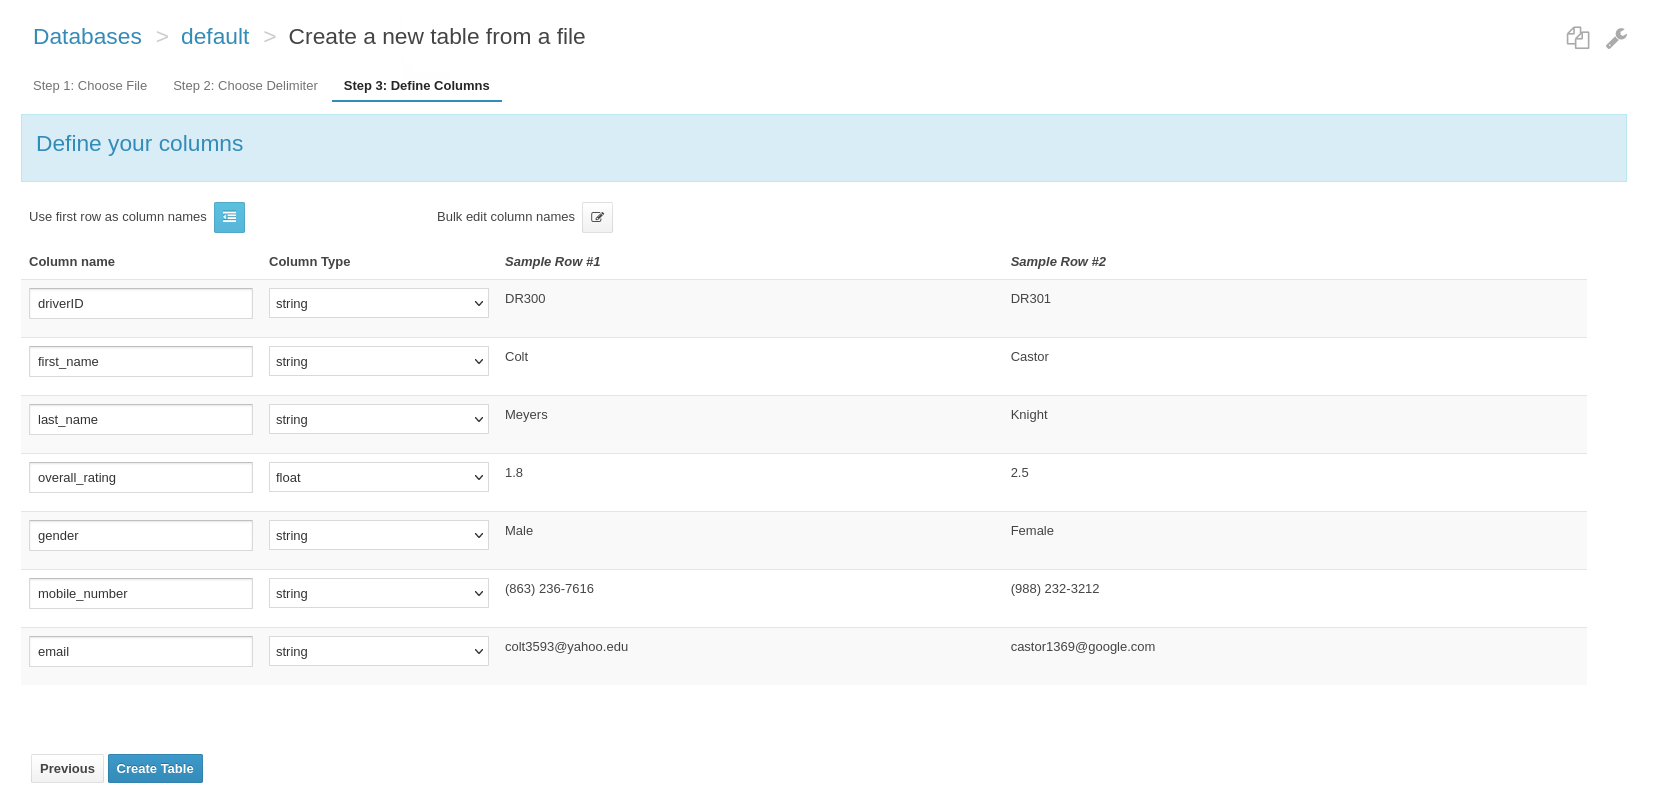 Databases > default > Create a new table from a file
Step 1: Choose File Step 2: Choose Delimiter Step 3: Define Columns
Define your columns
Use first row as column names Bulk edit column names
Column name Column Type Sample Row #1 Sample Row #2
driverID string DR300 DR301
first_name string Colt Castor
last_name string Meyers Knight
overall_rating float 1.8 2.5
gender string Male Female
mobile_number string (863) 236-7616 (988) 232-3212
email string colt3593@yahoo.edu castor1369@google.com
Previous Create Table